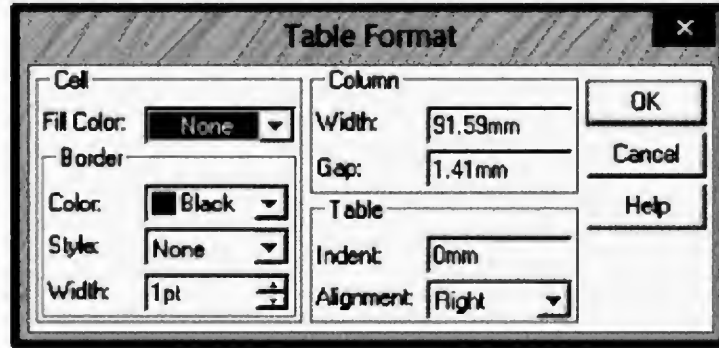 Table Format
Cell
Fill Color: None
Border
Color: Black
Style: None
Width: 1pt
Column
Width: 91.59mm
Gap: 1.41mm
Table
Indent: 0mm
Alignment: Right
OK
Cancel
Help